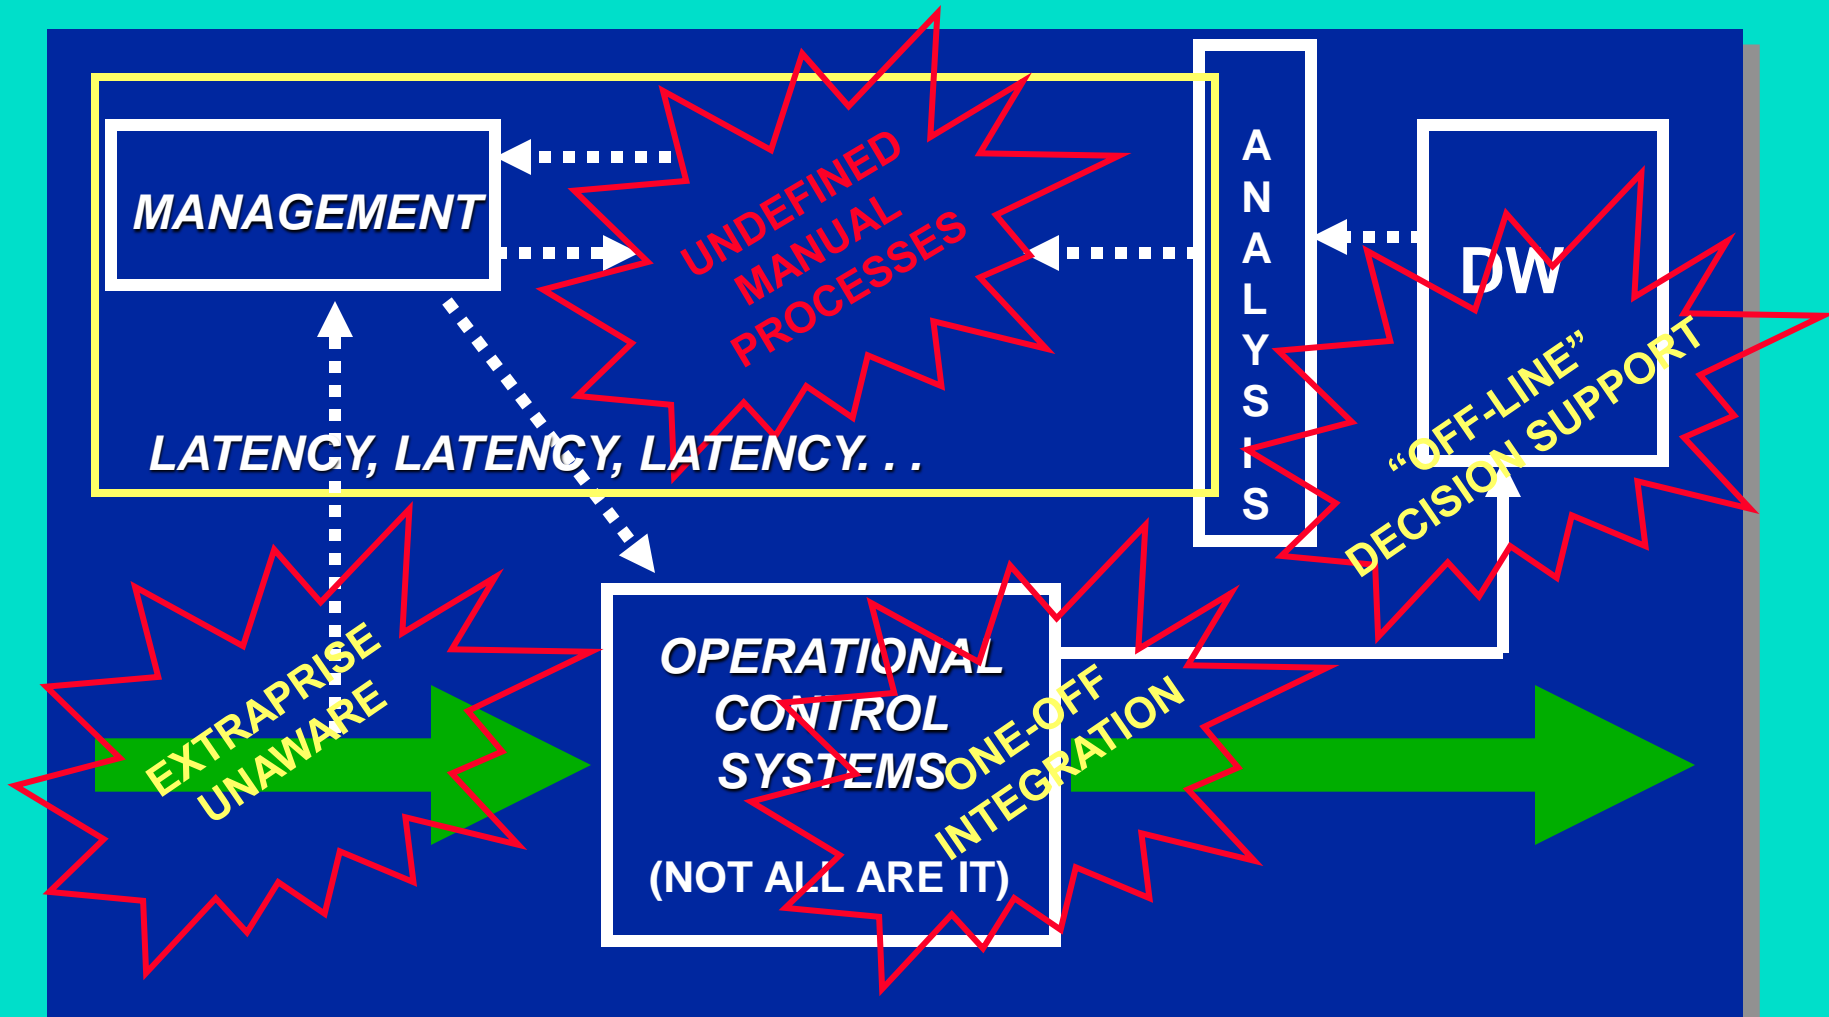 MANAGEMENT
UNDEFINED
MANUAL
PROCESSES
LATENCY, LATENCY, LATENCY. . .
A
N
A
L
Y
S
I
S
DW
“OFF-LINE”
DECISION SUPPORT
EXTRAPRISE
UNAWARE
OPERATIONAL
CONTROL
SYSTEMS
(NOT ALL ARE IT)
ONE-OFF
INTEGRATION